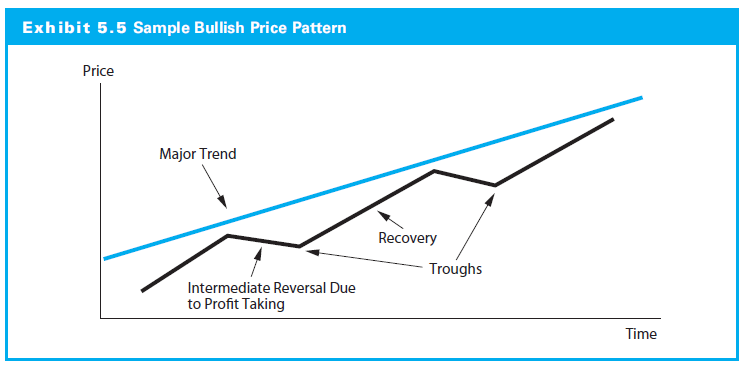 Exhibit 5.5 Sample Bullish Price Pattern
Price
Major Trend
Recovery
Troughs
Intermediate Reversal Due
to Profit Taking
Time